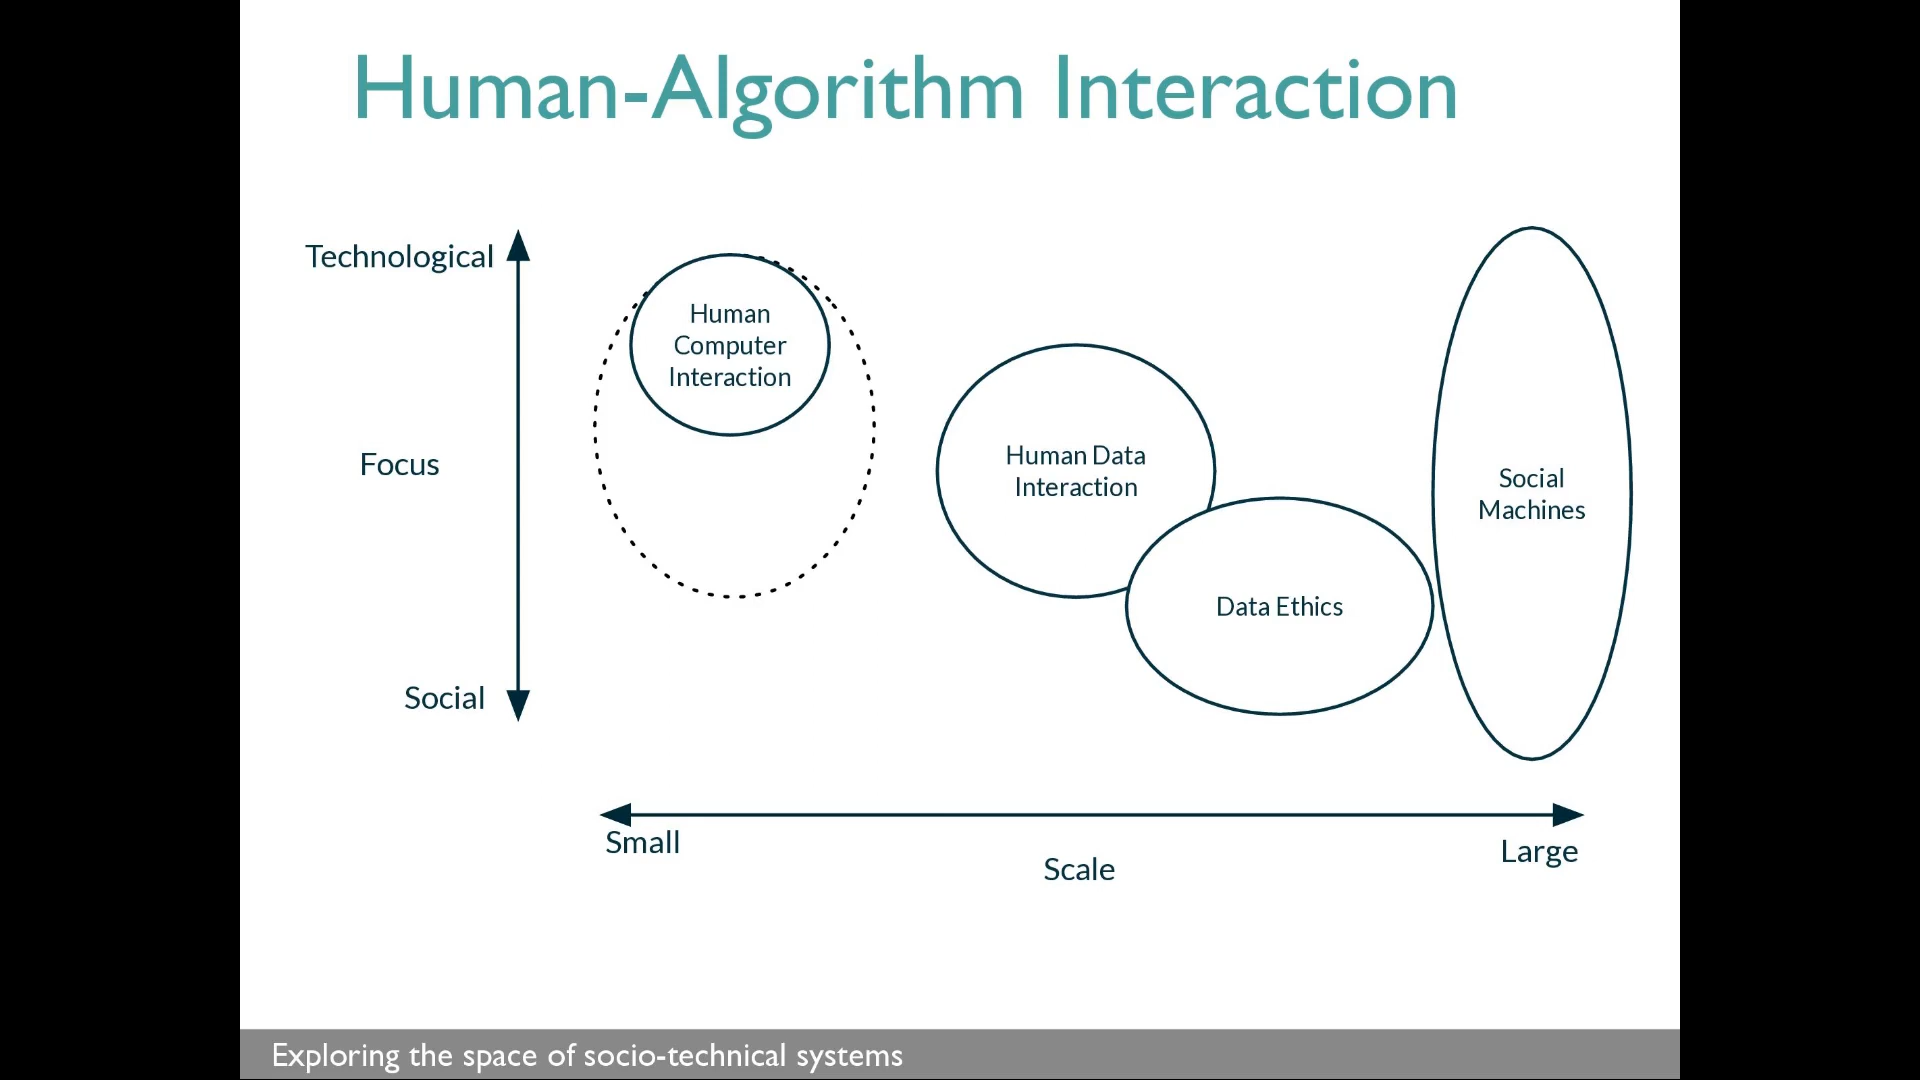 Human-Algorithm Interaction
Technological
Focus
Social
Human
Computer
Interaction
Human Data
Interaction
Data Ethics
Social
Machines
Small
Scale
Large
Exploring the space of socio-technical systems